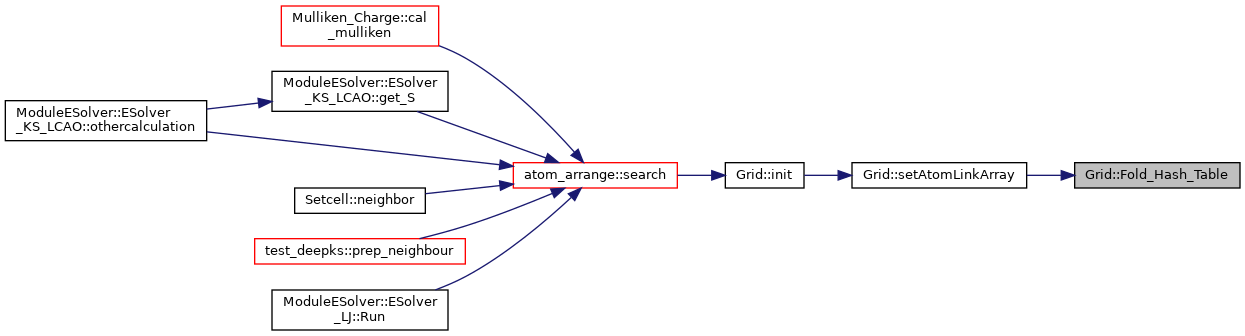 Mulliken_Charge::cal
_mulliken
ModuleESolver::ESolver
_KS_LCAO::get_S
ModuleESolver::ESolver
_KS_LCAO::othercalculation
atom_arrange::search
Grid::init
Grid::setAtomLinkArray
Grid::Fold_Hash_Table
Setcell::neighbor
test_deepks::prep_neighbour
ModuleESolver::ESolver
_LJ::Run